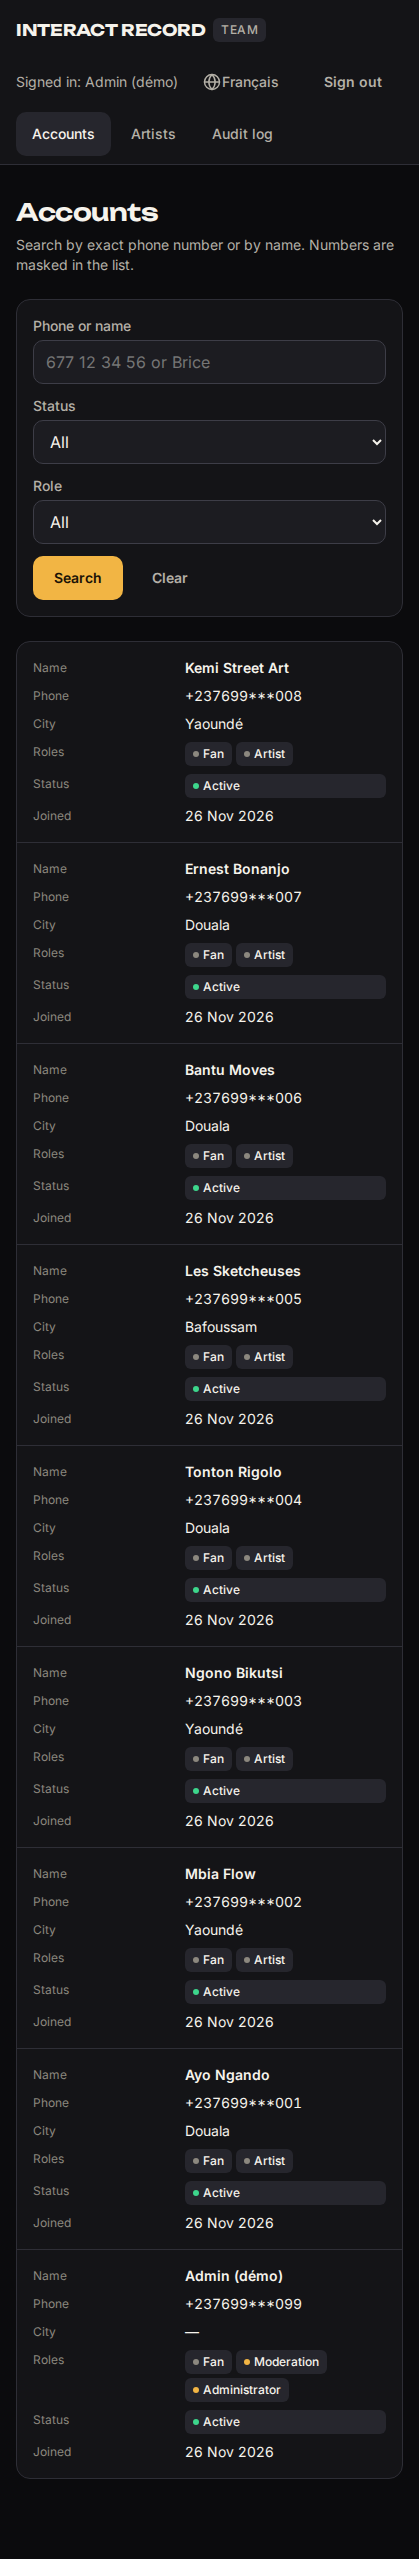 INTERACT RECORD TEAM
Signed in: Admin (démo) Français Sign out
Accounts Artists Audit log
Accounts
Search by exact phone number or by name. Numbers are
masked in the list.
Phone or name
677 12 34 56 or Brice
Status
All
Role
All
Search Clear
Name Kemi Street Art
Phone +237699***008
City Yaoundé
Roles Fan Artist
Status Active
Joined 26 Nov 2026
Name Ernest Bonanjo
Phone +237699***007
City Douala
Roles Fan Artist
Status Active
Joined 26 Nov 2026
Name Bantu Moves
Phone +237699***006
City Douala
Roles Fan Artist
Status Active
Joined 26 Nov 2026
Name Les Sketcheuses
Phone +237699***005
City Bafoussam
Roles Fan Artist
Status Active
Joined 26 Nov 2026
Name Tonton Rigolo
Phone +237699***004
City Douala
Roles Fan Artist
Status Active
Joined 26 Nov 2026
Name Ngono Bikutsi
Phone +237699***003
City Yaoundé
Roles Fan Artist
Status Active
Joined 26 Nov 2026
Name Mbia Flow
Phone +237699***002
City Yaoundé
Roles Fan Artist
Status Active
Joined 26 Nov 2026
Name Ayo Ngando
Phone +237699***001
City Douala
Roles Fan Artist
Status Active
Joined 26 Nov 2026
Name Admin (démo)
Phone +237699***099
City —
Roles Fan Moderation
Administrator
Status Active
Joined 26 Nov 2026